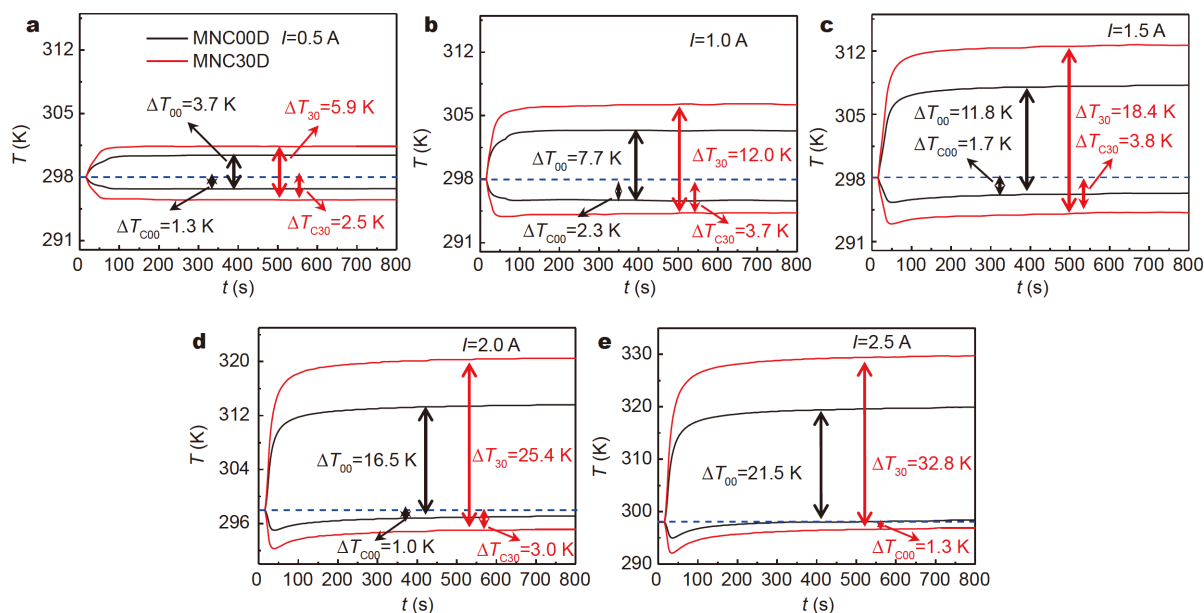 a
MNC00D I=0.5 A
MNC30D
ΔT00=3.7 K
ΔT30=5.9 K
ΔTC00=1.3 K
ΔTC30=2.5 K
T (K)
312
305
298
291
0 100 200 300 400 500 600 700 800
t (s)
b
I=1.0 A
ΔT00=7.7 K
ΔT30=12.0 K
ΔTC00=2.3 K
ΔTC30=3.7 K
T (K)
312
305
298
291
0 100 200 300 400 500 600 700 800
t (s)
c
I=1.5 A
ΔT00=11.8 K
ΔT30=18.4 K
ΔTC00=1.7 K
ΔTC30=3.8 K
T (K)
312
305
298
291
0 100 200 300 400 500 600 700 800
t (s)
d
I=2.0 A
ΔT00=16.5 K
ΔT30=25.4 K
ΔTC00=1.0 K
ΔTC30=3.0 K
T (K)
320
312
304
296
0 100 200 300 400 500 600 700 800
t (s)
e
I=2.5 A
ΔT00=21.5 K
ΔT30=32.8 K
ΔTC00=1.3 K
T (K)
330
320
310
300
290
0 100 200 300 400 500 600 700 800
t (s)